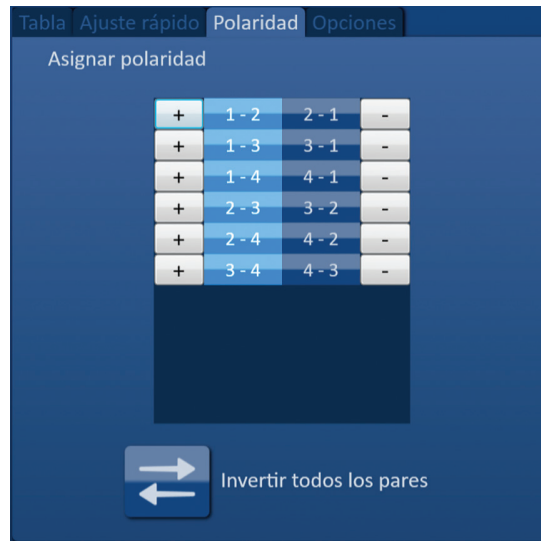 Tabla Ajuste rápido Polaridad Opciones
Asignar polaridad
+ 1 - 2 2 - 1 -
+ 1 - 3 3 - 1 -
+ 1 - 4 4 - 1 -
+ 2 - 3 3 - 2 -
+ 2 - 4 4 - 2 -
+ 3 - 4 4 - 3 -
Invertir todos los pares